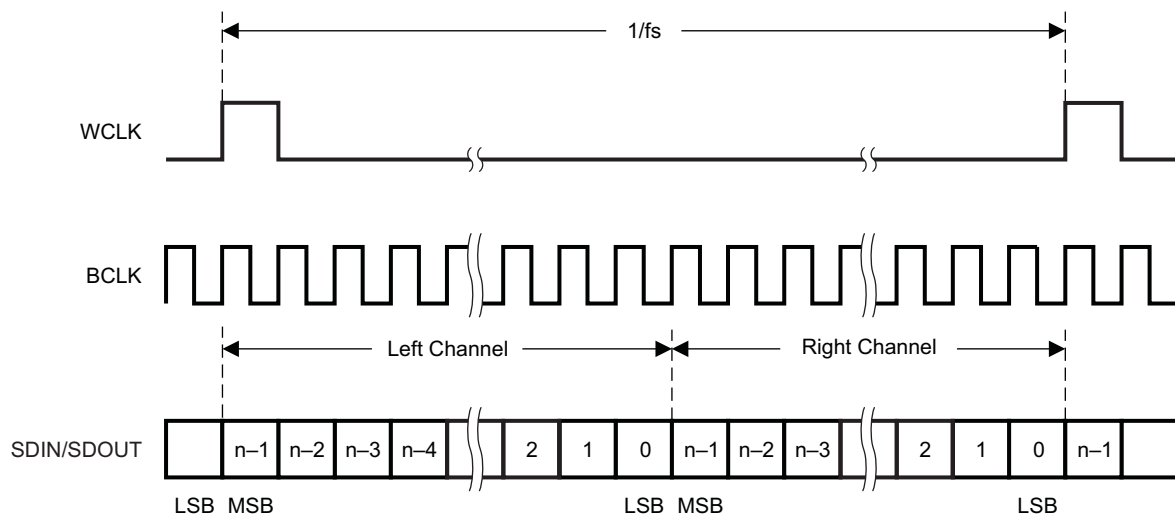 1/fs
WCLK
BCLK
Left Channel
Right Channel
SDIN/SDOUT n–1 n–2 n–3 n–4 2 1 0 n–1 n–2 n–3 2 1 0 n–1
LSB MSB LSB MSB LSB